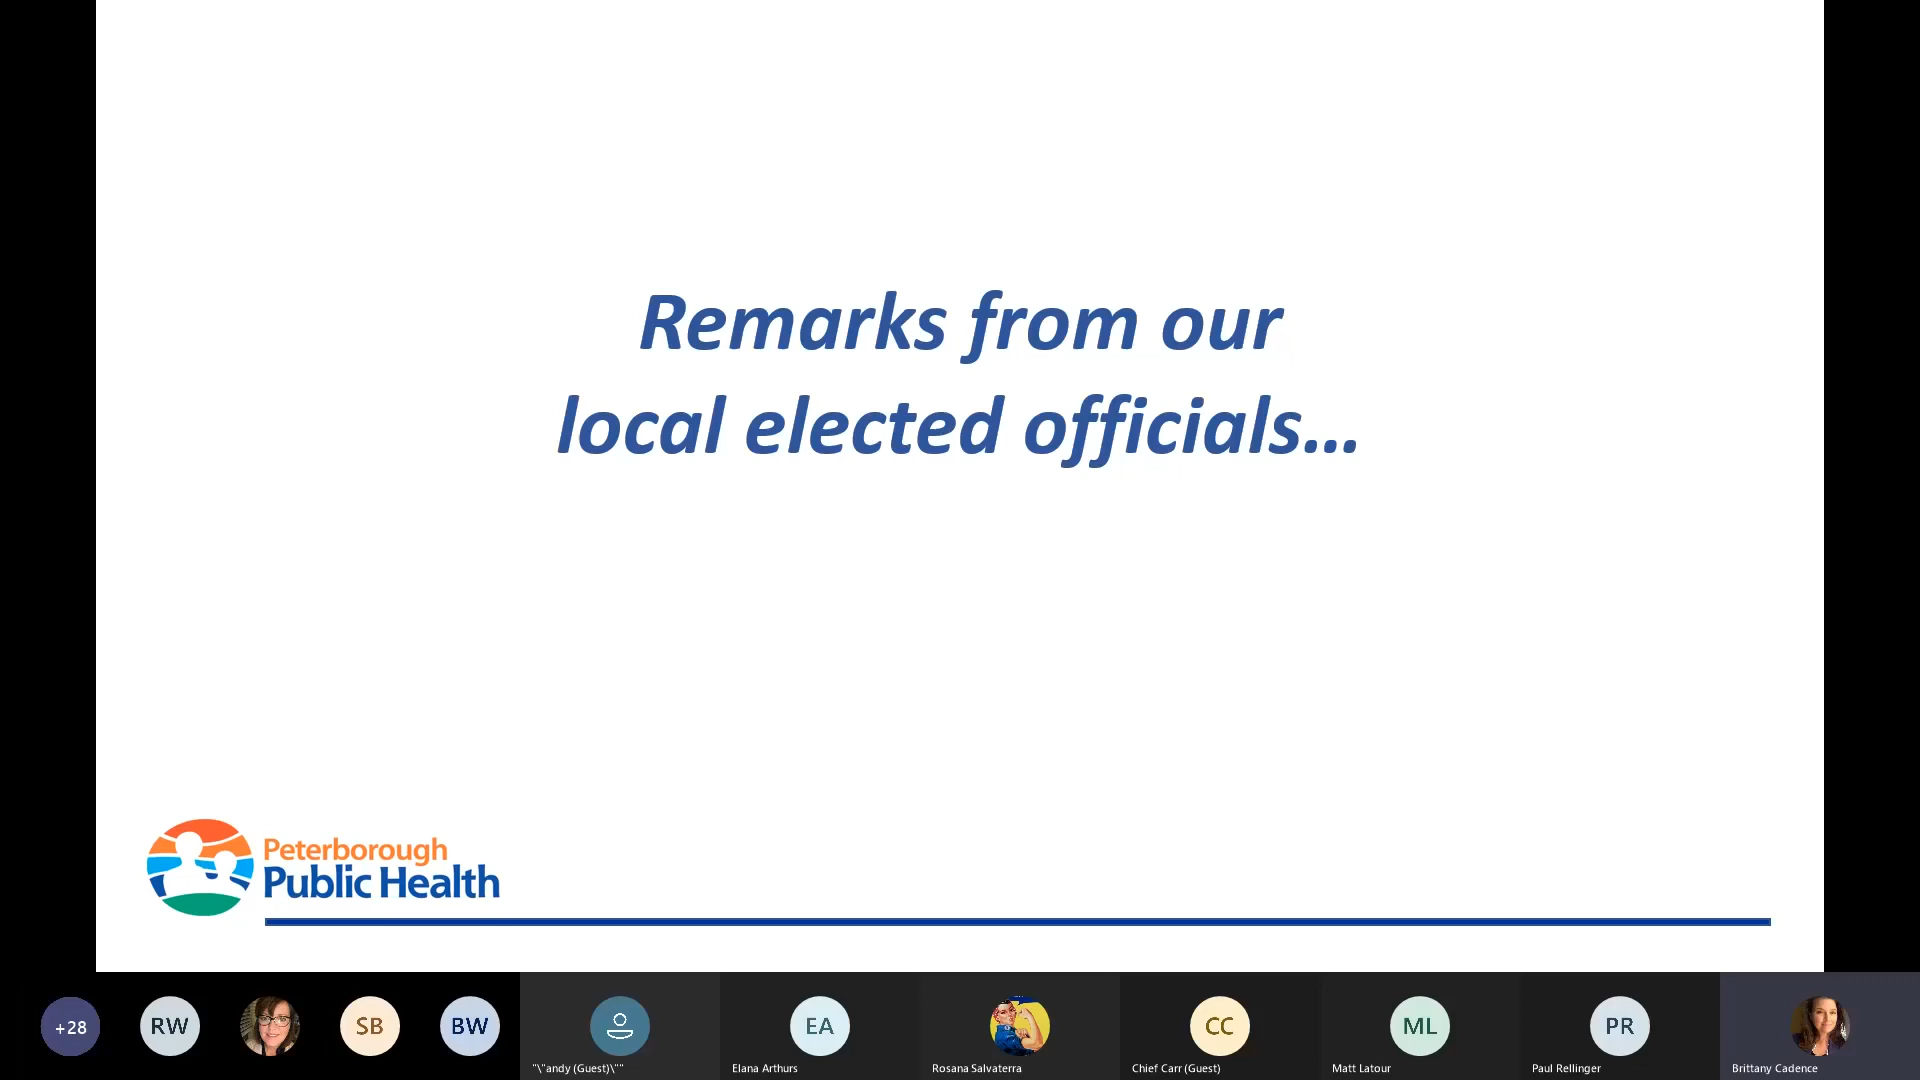 Remarks from our
local elected officials...
Peterborough
Public Health
+28
RW
SB
BW
EA
CC
ML
PR
"\"andy (Guest)\""
Elana Arthurs
Rosana Salvaterra
Chief Carr (Guest)
Matt Latour
Paul Rellinger
Brittany Cadence